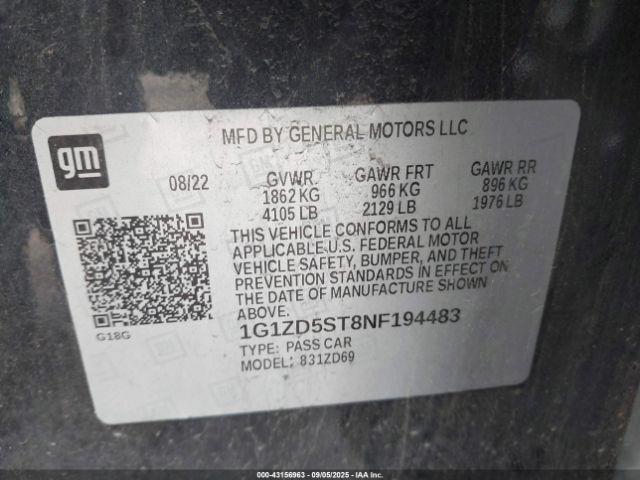 gm
MFD BY GENERAL MOTORS LLC
08/22 GVWR GAWR FRT GAWR RR
1862 KG 966 KG 896 KG
4105 LB 2129 LB 1976 LB
THIS VEHICLE CONFORMS TO ALL
APPLICABLE U.S. FEDERAL MOTOR
VEHICLE SAFETY, BUMPER, AND THEFT
PREVENTION STANDARDS IN EFFECT ON
THE DATE OF MANUFACTURE SHOWN
ABOVE.
G18G
1G1ZD5ST8NF194483
TYPE: PASS CAR
MODEL: 831ZD69
000-43156963 - 09/05/2025 - IAA Inc.